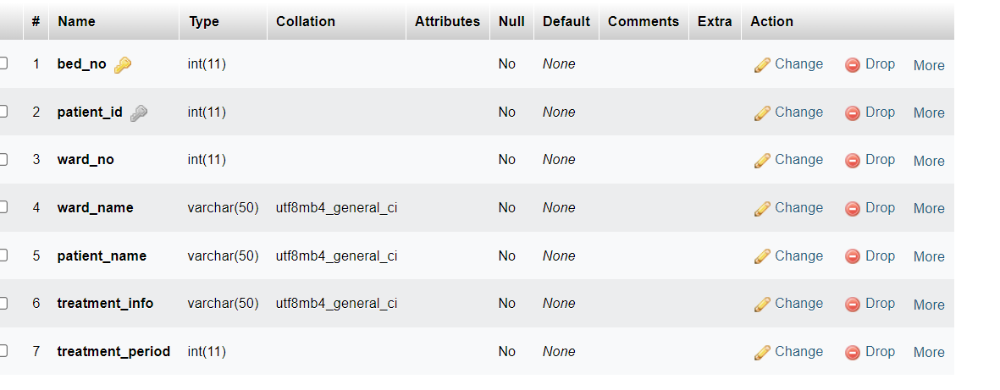 # Name Type Collation Attributes Null Default Comments Extra Action
1 bed_no int(11) No None Change Drop More
2 patient_id int(11) No None Change Drop More
3 ward_no int(11) No None Change Drop More
4 ward_name varchar(50) utf8mb4_general_ci No None Change Drop More
5 patient_name varchar(50) utf8mb4_general_ci No None Change Drop More
6 treatment_info varchar(50) utf8mb4_general_ci No None Change Drop More
7 treatment_period int(11) No None Change Drop More